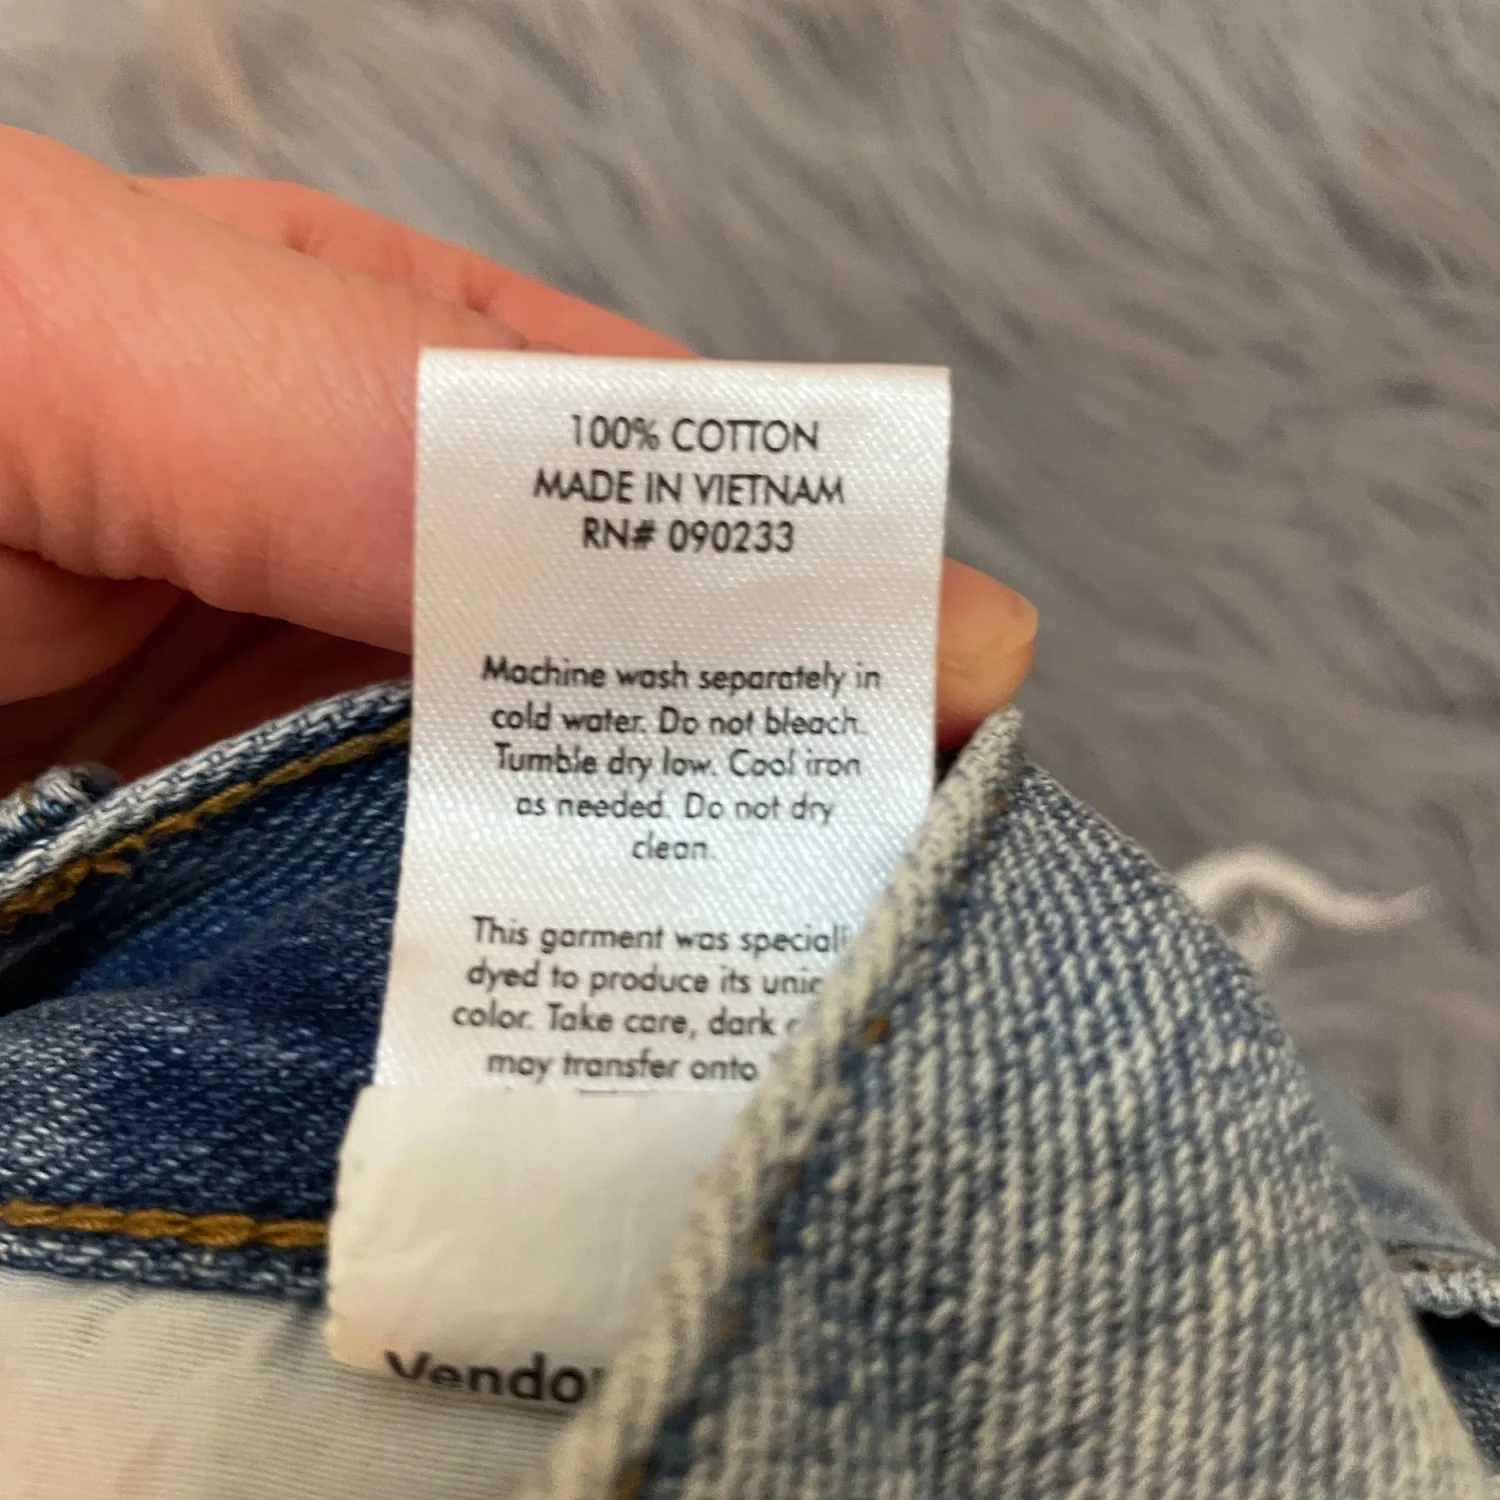 100% COTTON
MADE IN VIETNAM
RN# 090233
Machine wash separately in
cold water. Do not bleach.
Tumble dry low. Cool iron
as needed. Do not dry
clean.
This garment was speciall
dyed to produce its
color. Take care, dark
may transfer onto
Vendo